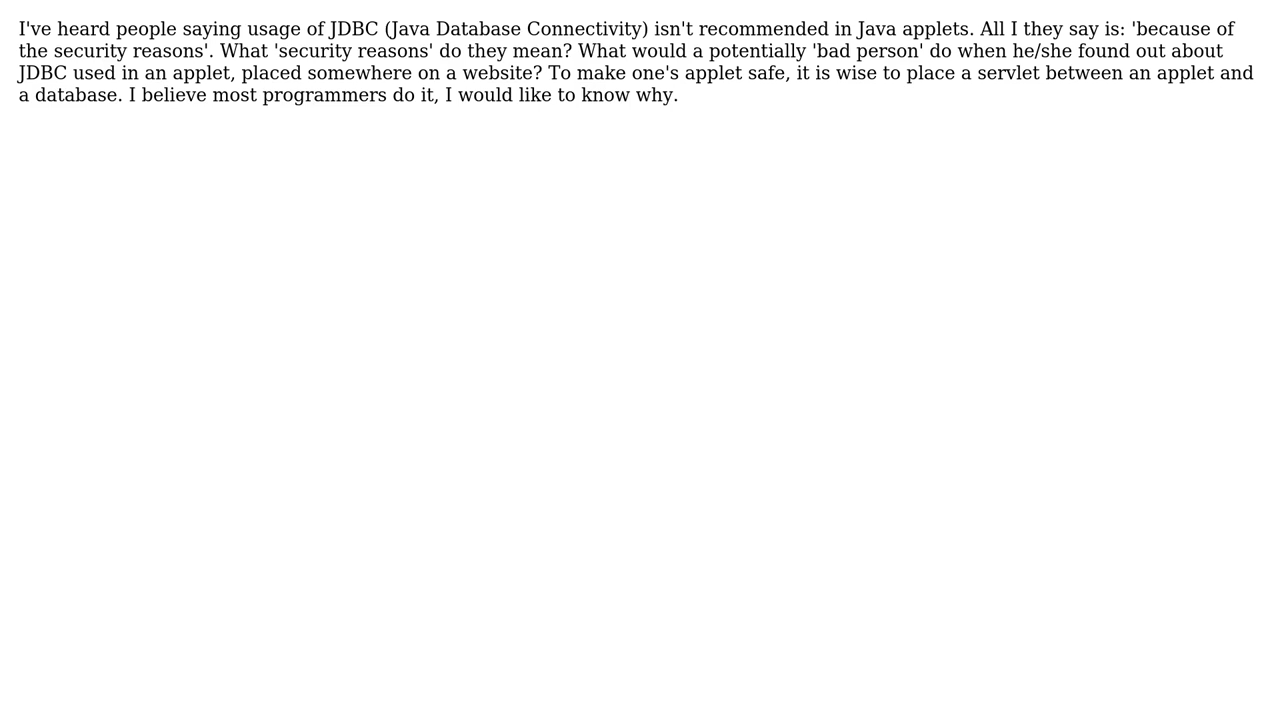 I've heard people saying usage of JDBC (Java Database Connectivity) isn't recommended in Java applets. All I they say is: 'because of
the security reasons'. What 'security reasons' do they mean? What would a potentially 'bad person' do when he/she found out about
JDBC used in an applet, placed somewhere on a website? To make one's applet safe, it is wise to place a servlet between an applet and
a database. I believe most programmers do it, I would like to know why.